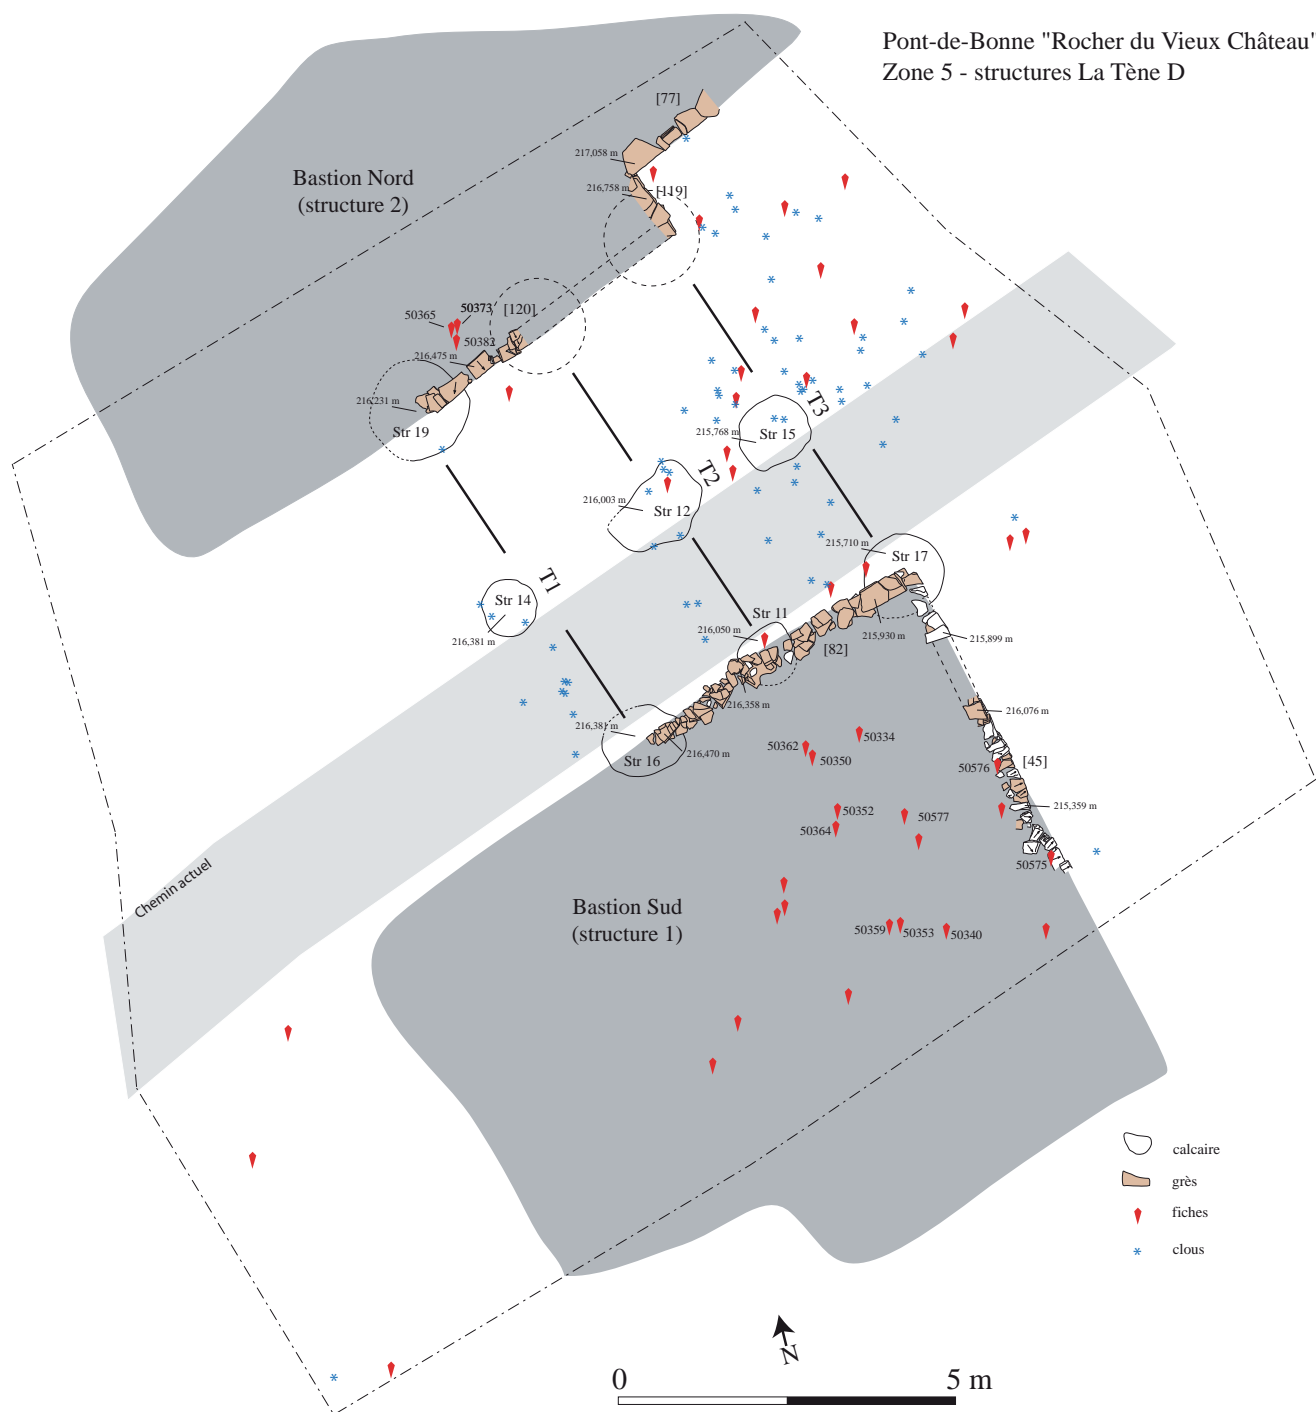 Pont-de-Bonne "Rocher du Vieux Château"
Zone 5 - structures La Tène D
[77]
217,058 m
Bastion Nord
(structure 2)
216,758 m
[119]
50365
50373
[120]
50382
216,475 m
216,231 m
Str 19
T3
215,768 m
Str 15
T2
216,003 m
Str 12
215,710 m
Str 17
T1
Str 14
216,381 m
Str 11
216,050 m
215,930 m
215,899 m
[82]
216,358 m
216,381 m
216,470 m
Str 16
216,076 m
50362
50334
50350
50576
[45]
50352
50577
215,359 m
50364
50575
Chemin actuel
Bastion Sud
(structure 1)
50359
50353
50340
calcaire
grès
fiches
clous
N
0
5 m